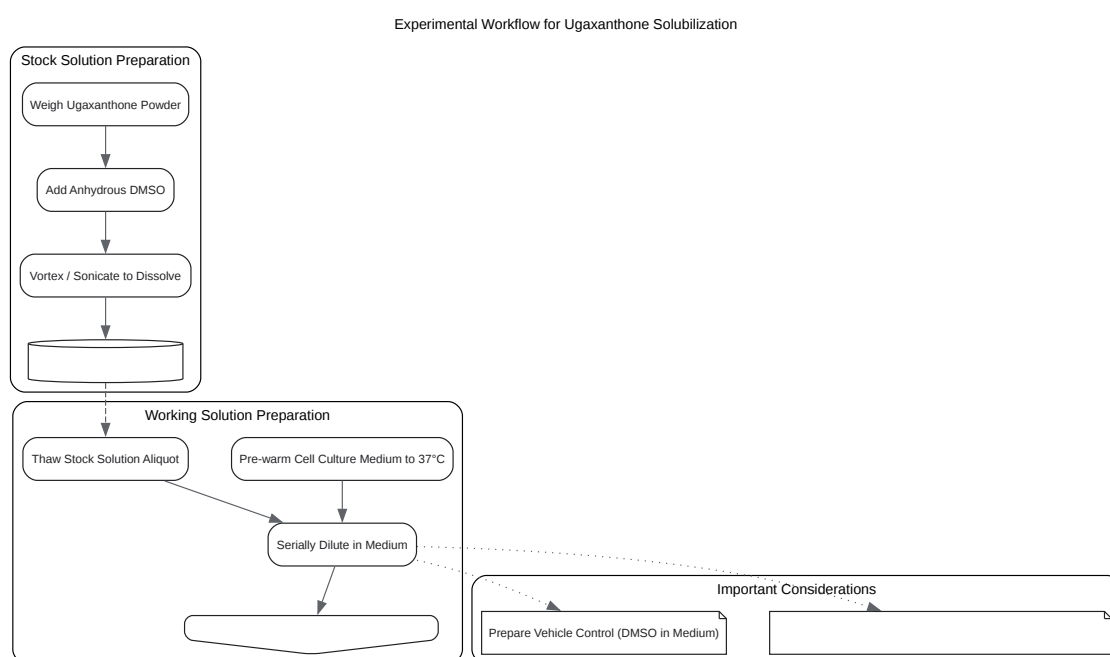 Experimental Workflow for Ugaxanthone Solubilization
Stock Solution Preparation
Weigh Ugaxanthone Powder
Add Anhydrous DMSO
Vortex / Sonicate to Dissolve
Working Solution Preparation
Thaw Stock Solution Aliquot
Pre-warm Cell Culture Medium to 37°C
Serially Dilute in Medium
Important Considerations
Prepare Vehicle Control (DMSO in Medium)